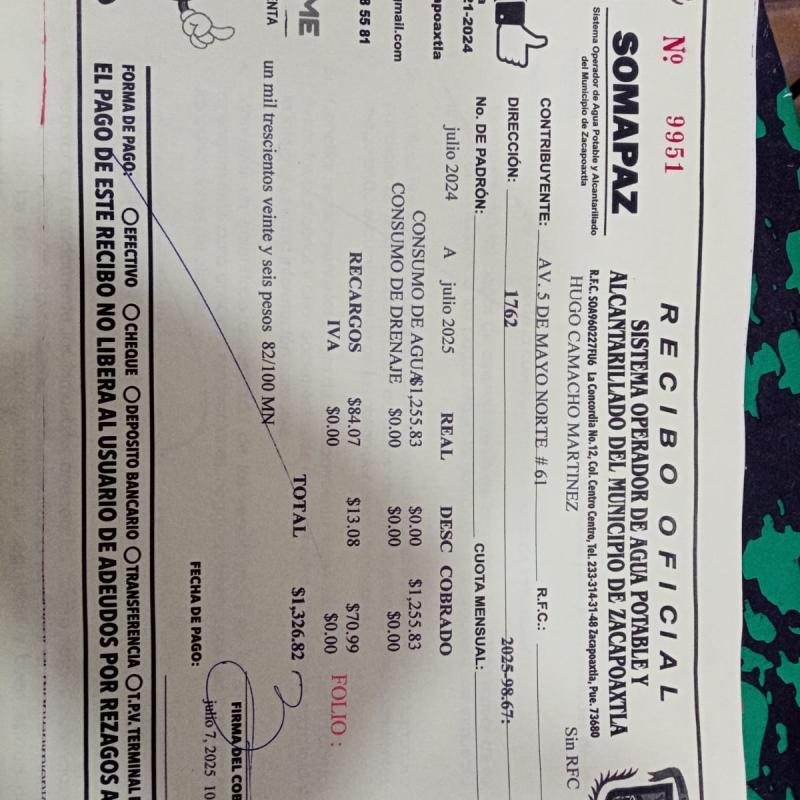 Nº 9951
RECIBO OFICIAL
SOMAPAZ
Sistema Operador de Agua Potable y Alcantarillado
del Municipio de Zacapoaxtla
SISTEMA OPERADOR DE AGUA POTABLE Y
ALCANTARILLADO DEL MUNICIPIO DE ZACAPOAXTLA
R.F.C. SOA960227FU6 La Concordia No.12, Col. Centro Centro, Tel. 233-314-31-48 Zacapoaxtla, Pue. 73680
HUGO CAMACHO MARTINEZ
Sin RFC
CONTRIBUYENTE: AV. 5 DE MAYO NORTE # 61 R.F.C.:
DIRECCIÓN: 1762 2025-98.67:
No. DE PADRÓN: CUOTA MENSUAL:
21-2024
apoaxtla
gmail.com
8 55 81
ME
ENTA
julio 2024 A julio 2025 REAL DESC COBRADO
CONSUMO DE AGUA $1,255.83 $0.00 $1,255.83
CONSUMO DE DRENAJE $0.00 $0.00 $0.00
RECARGOS $84.07 $13.08 $70.99
IVA $0.00 $0.00
FOLIO :
TOTAL $1,326.82
un mil trescientos veinte y seis pesos 82/100 MN
FIRMA DEL COB
FECHA DE PAGO: julio 7, 2025 10
FORMA DE PAGO: EFECTIVO CHEQUE DEPOSITO BANCARIO TRANSFERENCIA T.P.V. TERMINAL
EL PAGO DE ESTE RECIBO NO LIBERA AL USUARIO DE ADEUDOS POR REZAGOS A